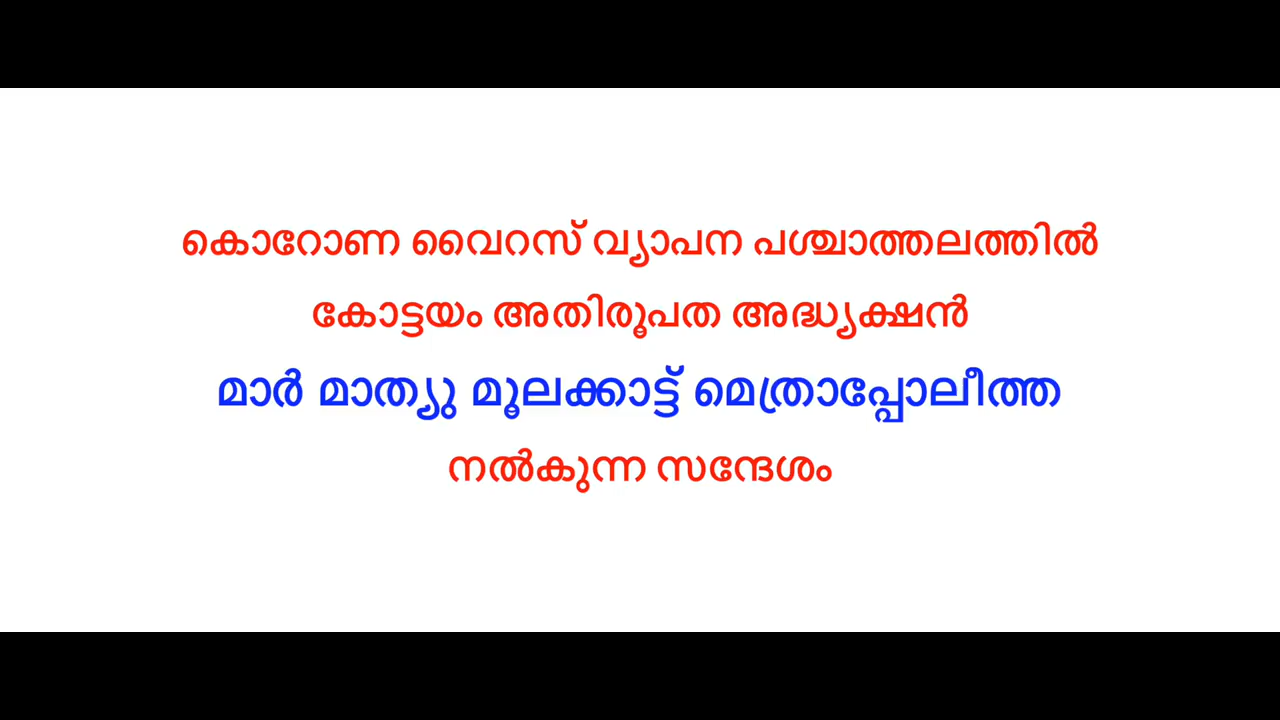 കൊറോണ വൈറസ് വ്യാപന പശ്ചാത്തലത്തിൽ
കോട്ടയം അതിരൂപത അദ്ധ്യക്ഷൻ
മാർ മാത്യു മൂലക്കാട്ട് മെത്രാപ്പോലീത്ത
നൽകുന്ന സന്ദേശം